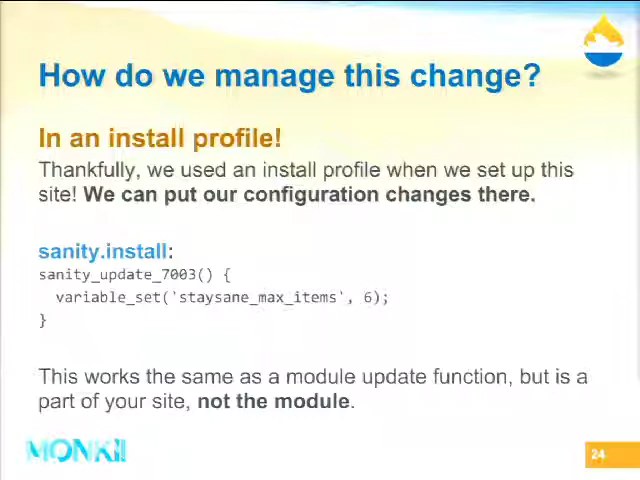 How do we manage this change?
In an install profile!
Thankfully, we used an install profile when we set up this
site! We can put our configuration changes there.
sanity.install:
sanity_update_7003() {
variable_set('staysane_max_items', 6);
}
This works the same as a module update function, but is a
part of your site, not the module.
24